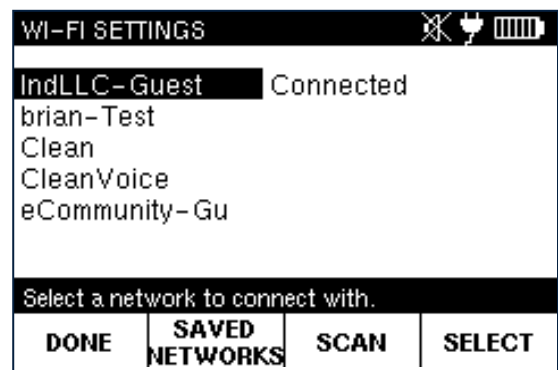 WI-FI SETTINGS
IndLLC-Guest Connected
brian-Test
Clean
CleanVoice
eCommunity-Gu
Select a network to connect with.
DONE
SAVED
NETWORKS
SCAN
SELECT